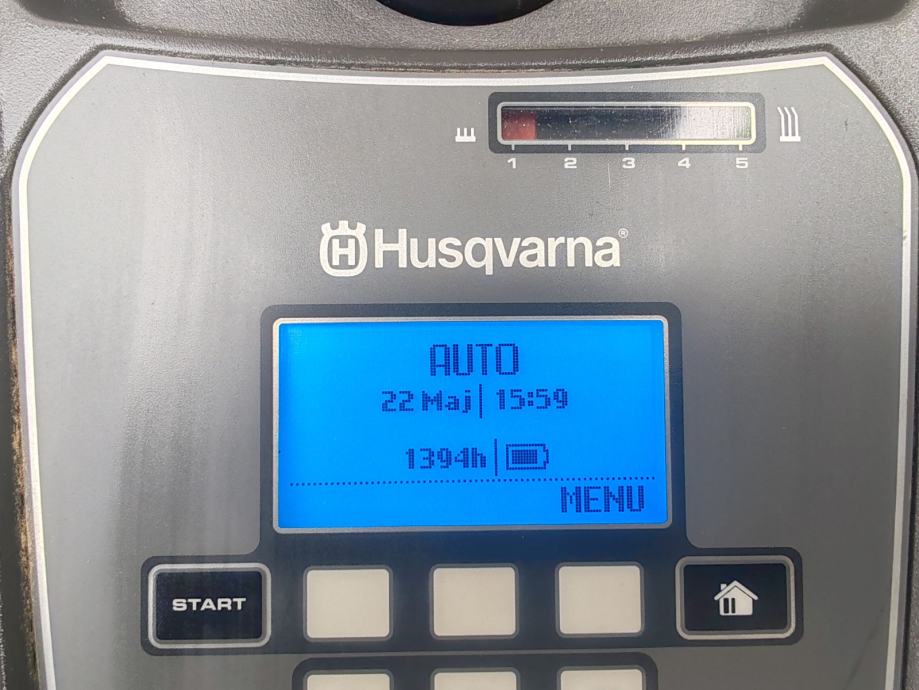 1 2 3 4 5
Husqvarna®
AUTO
22 Maj 15:59
1394h
MENU
START